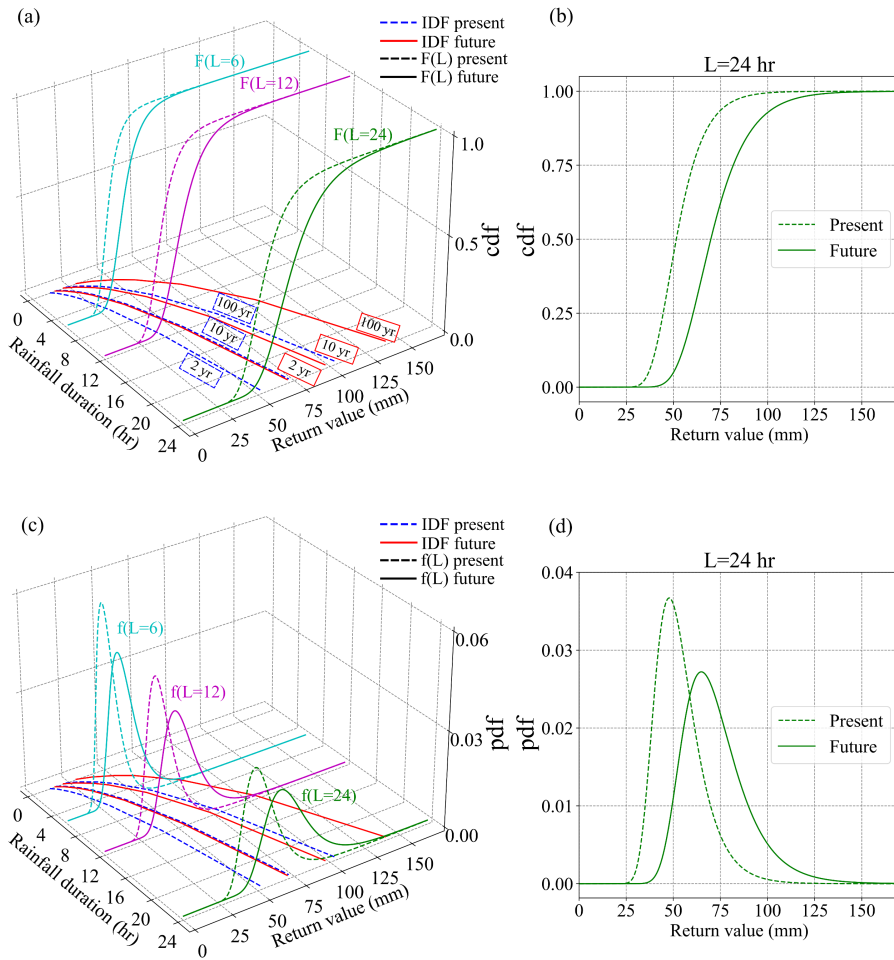 (a)
IDF present
IDF future
F(L) present
F(L) future
F(L=6)
F(L=12)
F(L=24)
1.0
0.5
0.0
cdf
100 yr
10 yr
2 yr
100 yr
10 yr
2 yr
0
4
8
12
16
20
24
Rainfall duration (hr)
0
25
50
75
100
125
150
Return value (mm)
(b)
L=24 hr
1.00
0.75
0.50
0.25
0.00
cdf
Present
Future
0 25 50 75 100 125 150
Return value (mm)
(c)
IDF present
IDF future
f(L) present
f(L) future
f(L=6)
f(L=12)
f(L=24)
0.06
0.03
0.00
pdf
0
4
8
12
16
20
24
Rainfall duration (hr)
0
25
50
75
100
125
150
Return value (mm)
(d)
L=24 hr
0.04
0.03
0.02
0.01
0.00
pdf
Present
Future
0 25 50 75 100 125 150
Return value (mm)